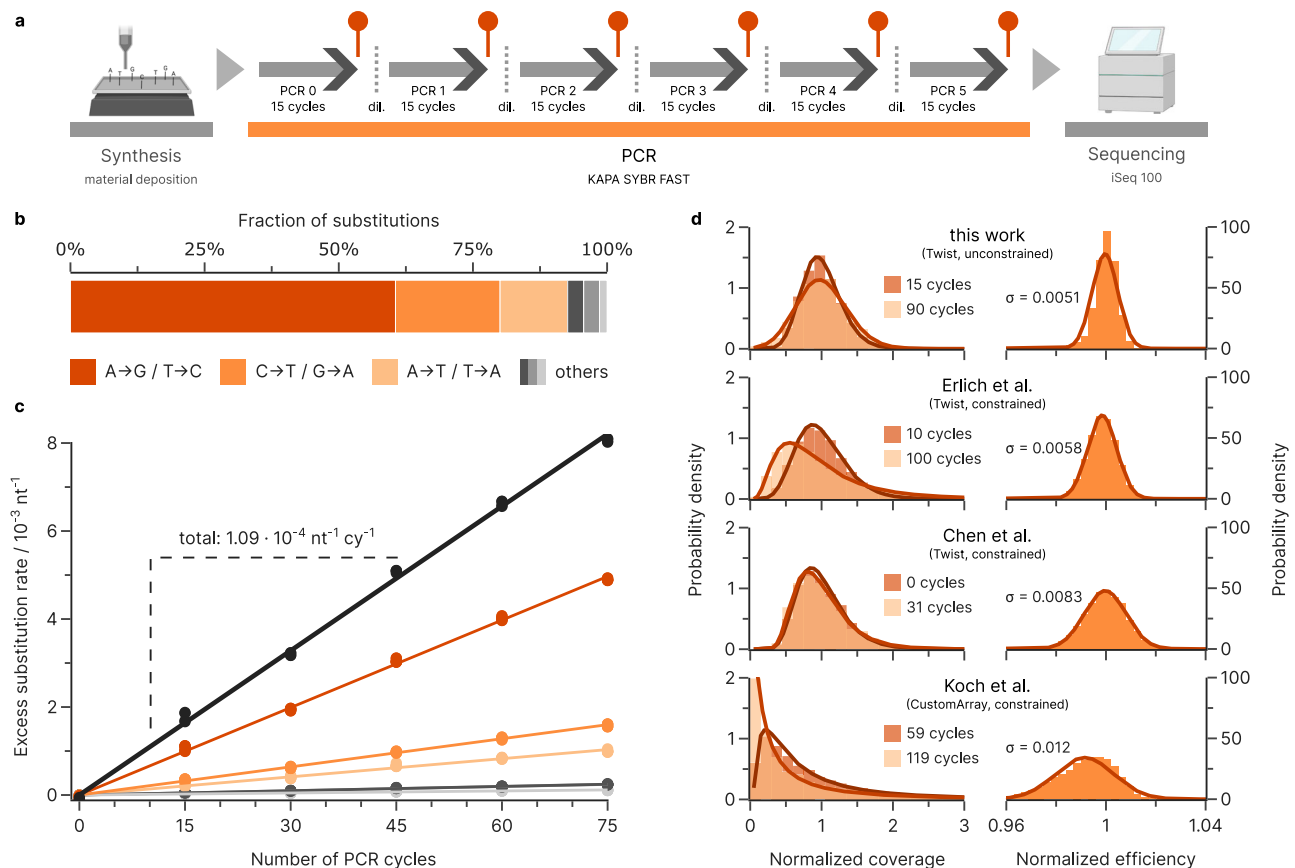 a
A T G C T G A
PCR 0
15 cycles
dil.
PCR 1
15 cycles
dil.
PCR 2
15 cycles
dil.
PCR 3
15 cycles
dil.
PCR 4
15 cycles
dil.
PCR 5
15 cycles
Synthesis
material deposition
PCR
KAPA SYBR FAST
Sequencing
iSeq 100
b
Fraction of substitutions
0% 25% 50% 75% 100%
A→G / T→C
C→T / G→A
A→T / T→A
others
c
Excess substitution rate / 10⁻³ nt⁻¹
8
6
4
2
0
total: 1.09 · 10⁻⁴ nt⁻¹ cy⁻¹
0 15 30 45 60 75
Number of PCR cycles
d
Probability density
Probability density
2
1
0
this work
(Twist, unconstrained)
15 cycles
90 cycles
σ = 0.0051
100
50
0
2
1
0
Erlich et al.
(Twist, constrained)
10 cycles
100 cycles
σ = 0.0058
100
50
0
2
1
0
Chen et al.
(Twist, constrained)
0 cycles
31 cycles
σ = 0.0083
100
50
0
2
1
0
Koch et al.
(CustomArray, constrained)
59 cycles
119 cycles
σ = 0.012
100
50
0
0 1 2 3
Normalized coverage
0.96 1 1.04
Normalized efficiency